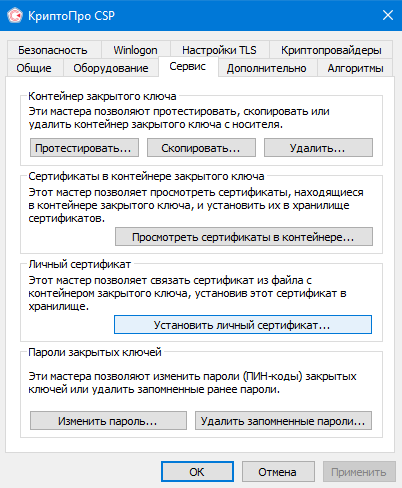 КриптоПро CSP
Безопасность Winlogon Настройки TLS Криптопровайдеры
Общие Оборудование Сервис Дополнительно Алгоритмы
Контейнер закрытого ключа
Эти мастера позволяют протестировать, скопировать или
удалить контейнер закрытого ключа с носителя.
Протестировать... Скопировать... Удалить...
Сертификаты в контейнере закрытого ключа
Этот мастер позволяет просмотреть сертификаты, находящиеся
в контейнере закрытого ключа, и установить их в хранилище
сертификатов.
Просмотреть сертификаты в контейнере...
Личный сертификат
Этот мастер позволяет связать сертификат из файла с
контейнером закрытого ключа, установив этот сертификат в
хранилище.
Установить личный сертификат...
Пароли закрытых ключей
Эти мастера позволяют изменить пароли (ПИН-коды) закрытых
ключей или удалить запомненные ранее пароли.
Изменить пароль... Удалить запомненные пароли...
ОК Отмена Применить